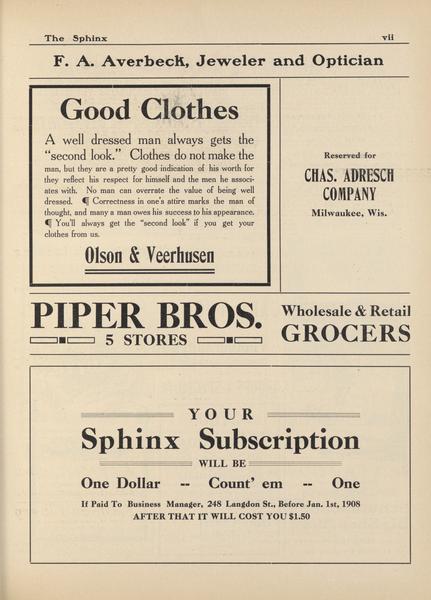 The Sphinx vii
F. A. Averbeck, Jeweler and Optician
Good Clothes
A well dressed man always gets the
"second look." Clothes do not make the
man, but they are a pretty good indication of his worth for
they reflect his respect for himself and the men he associ-
ates with. No man can overrate the value of being well
dressed. ¶ Correctness in one's attire marks the man of
thought, and many a man owes his success to his appearance.
¶ You'll always get the "second look" if you get your
clothes from us.
Olson & Veerhusen
Reserved for
CHAS. ADRESCH
COMPANY
Milwaukee, Wis.
PIPER BROS.
5 STORES
Wholesale & Retail
GROCERS
YOUR
Sphinx Subscription
WILL BE
One Dollar -- Count' em -- One
If Paid To Business Manager, 248 Langdon St., Before Jan. 1st, 1908
AFTER THAT IT WILL COST YOU $1.50